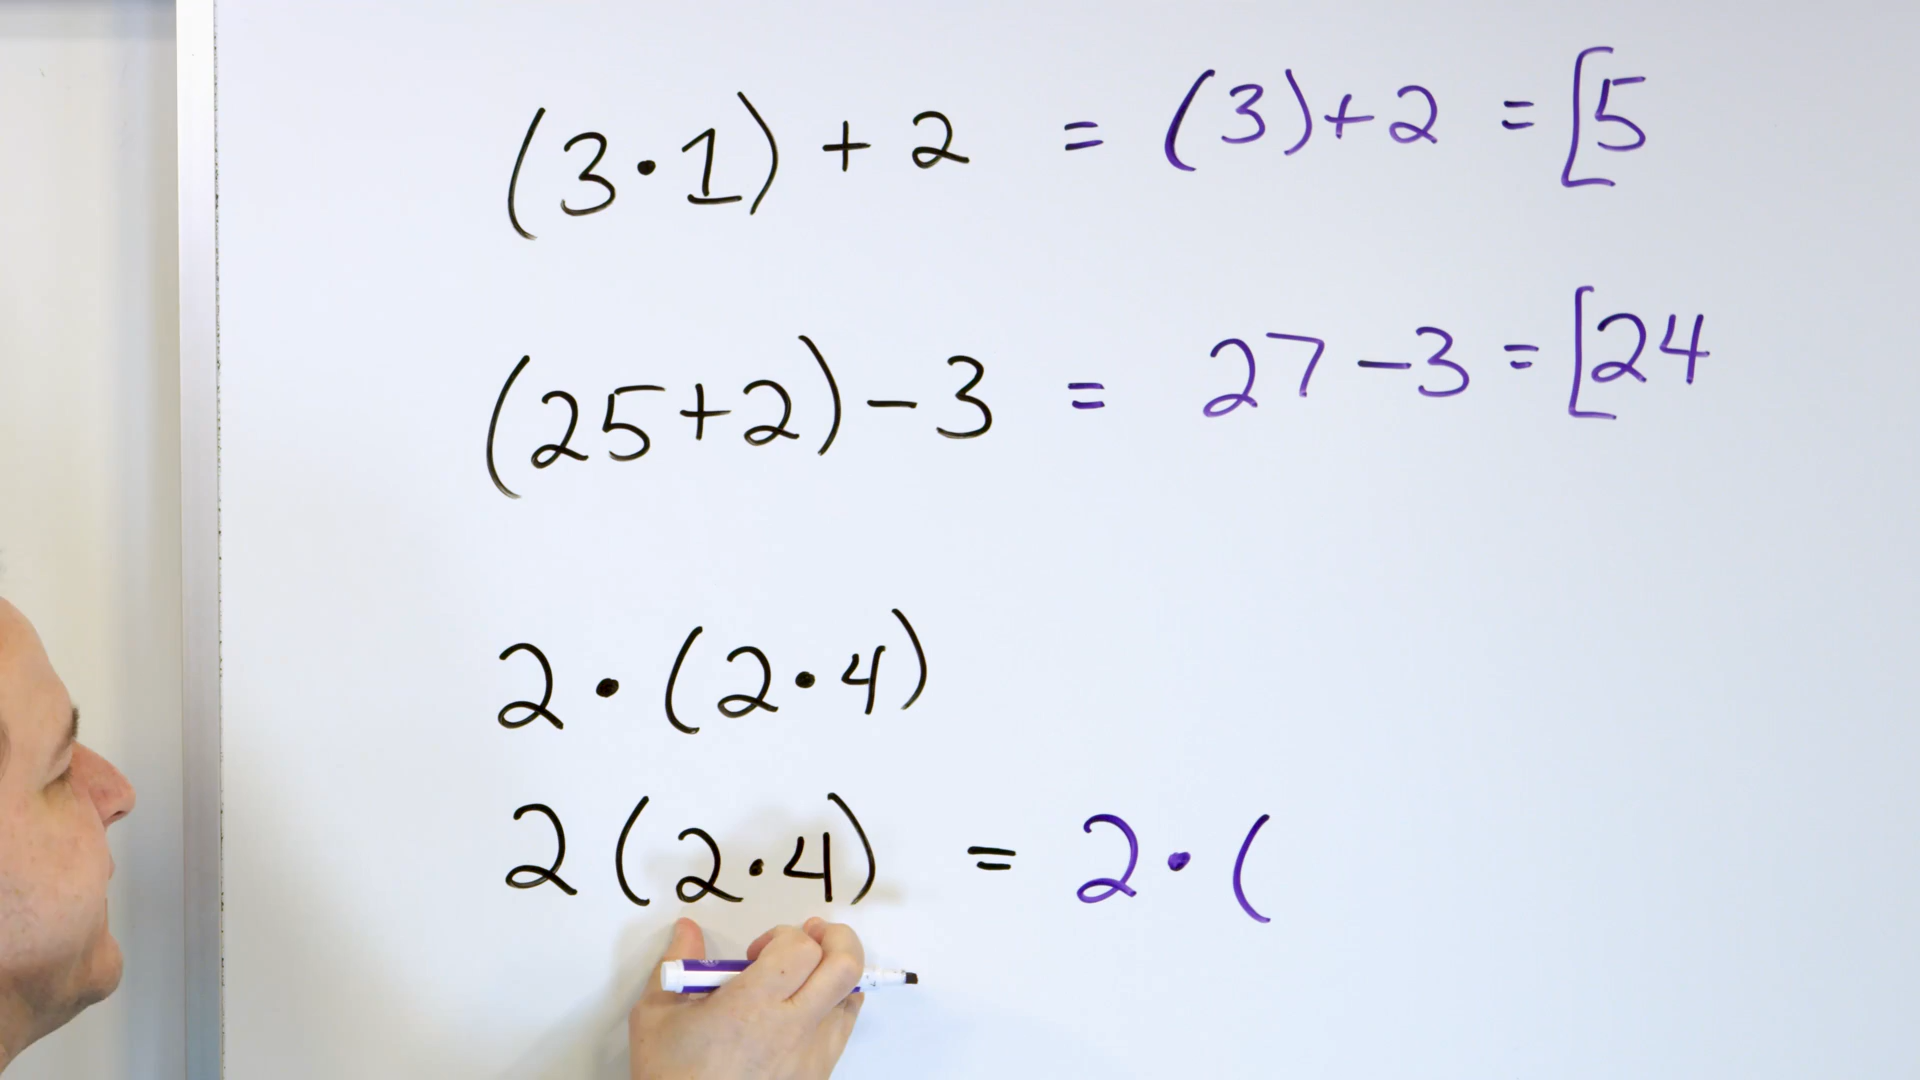 (3·1)+2 = (3)+2 = [5
(25+2)-3 = 27-3 = [24
2·(2·4)
2(2·4) = 2·(